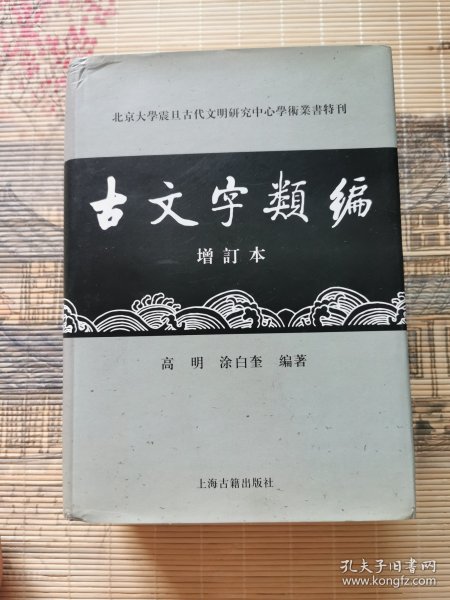 北京大學震旦古代文明研究中心學術叢書特刊
古文字類編
增訂本
高明 涂白奎 編著
上海古籍出版社
孔夫子旧书网
www.kongfz.com